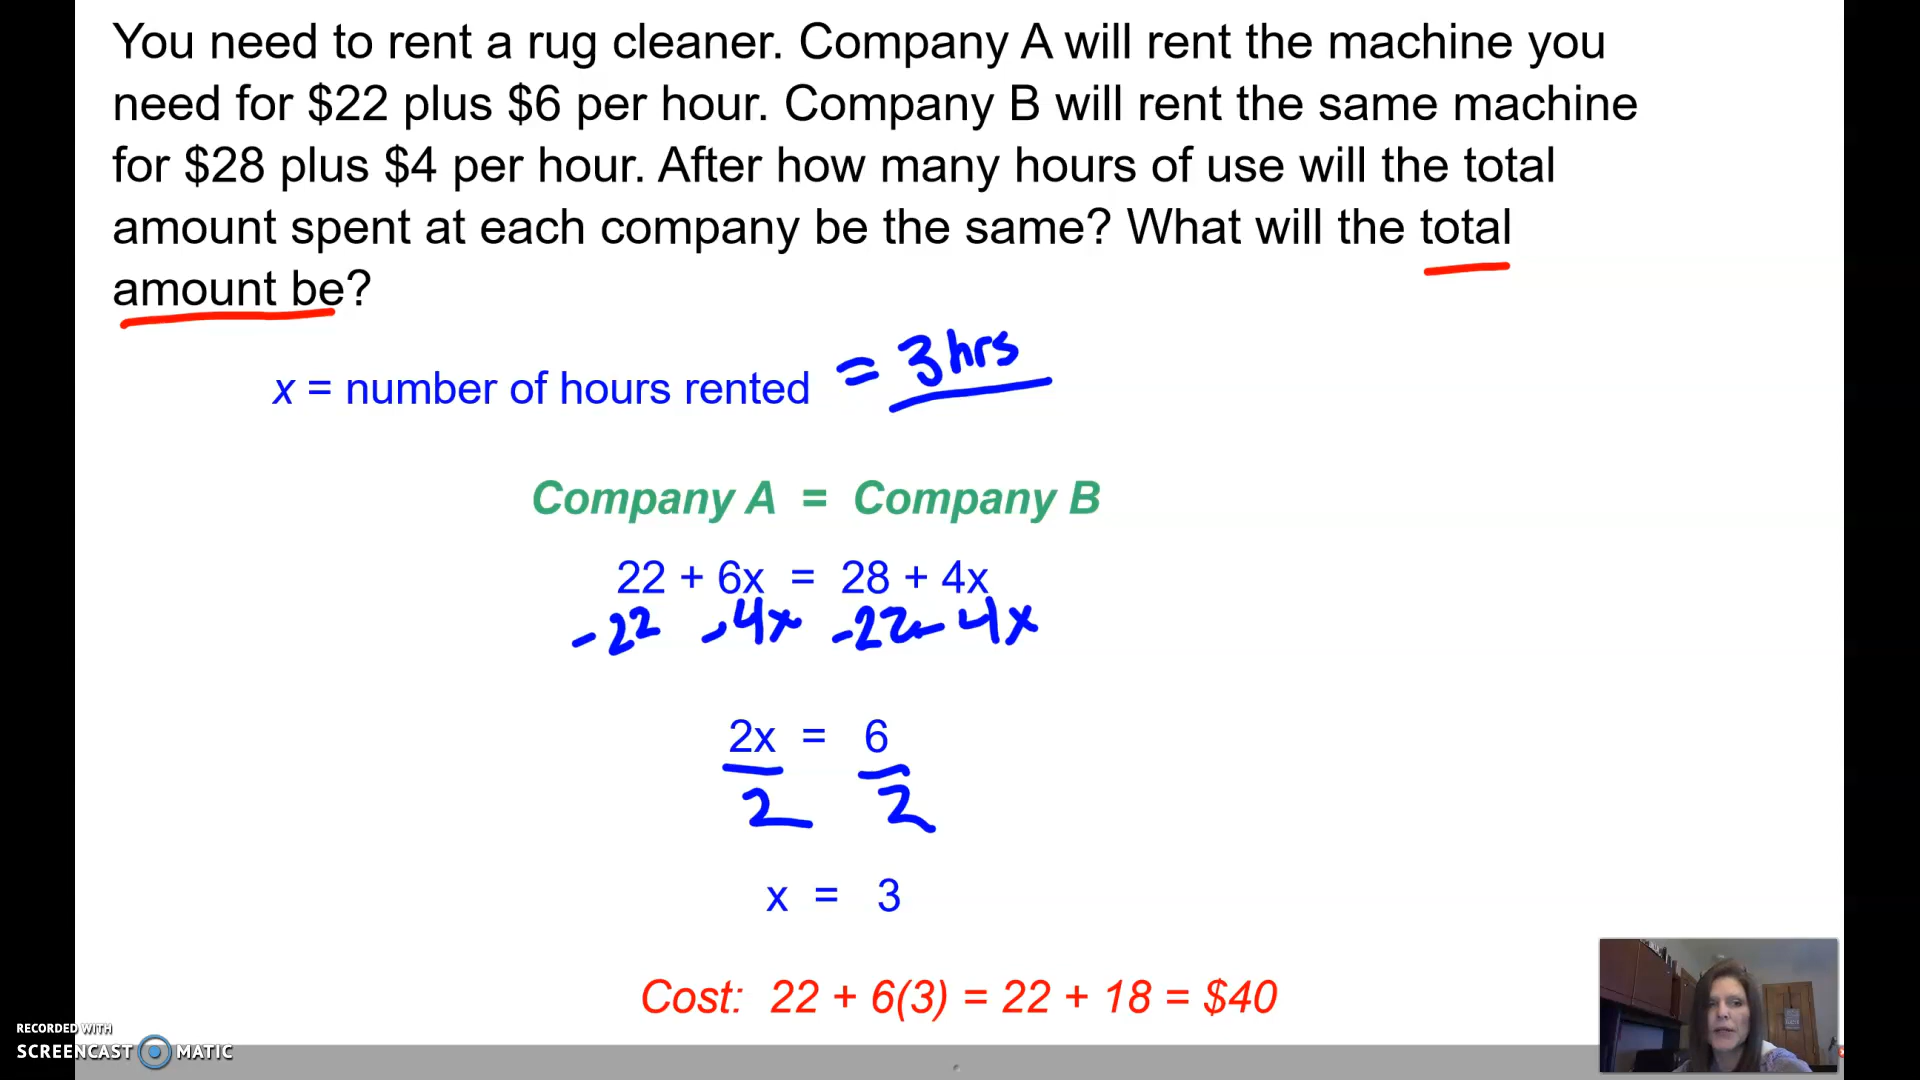 You need to rent a rug cleaner. Company A will rent the machine you
need for $22 plus $6 per hour. Company B will rent the same machine
for $28 plus $4 per hour. After how many hours of use will the total
amount spent at each company be the same? What will the total
amount be?
x = number of hours rented = 3 hrs
Company A = Company B
22 + 6x = 28 + 4x
-22 -4x -22 - 4x
2x = 6
2 2
x = 3
Cost: 22 + 6(3) = 22 + 18 = $40
RECORDED WITH
SCREENCAST MATIC